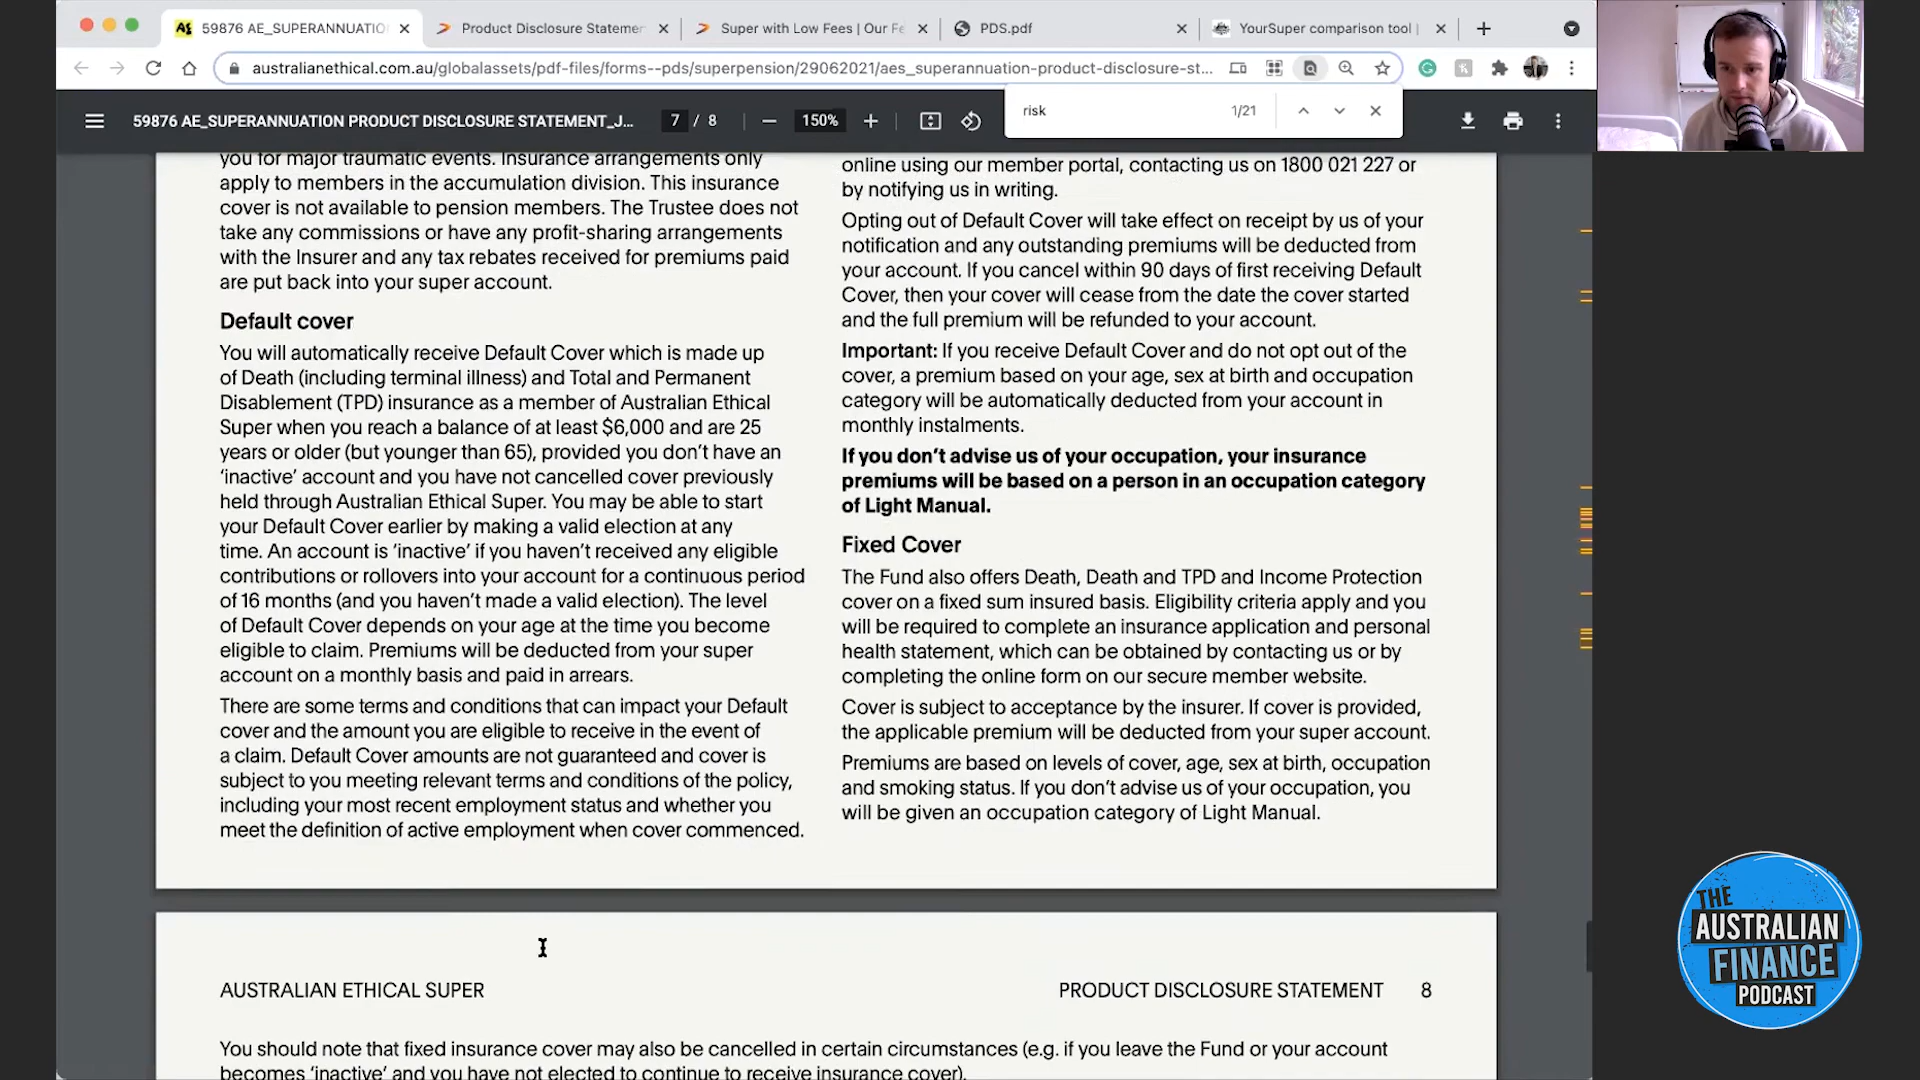 59876 AE_SUPERANNUATIO
Product Disclosure Statemen
Super with Low Fees | Our Fe
PDS.pdf
YourSuper comparison tool |
australianethical.com.au/globalassets/pdf-files/forms--pds/superpension/29062021/aes_superannuation-product-disclosure-st...
59876 AE_SUPERANNUATION PRODUCT DISCLOSURE STATEMENT_J...
7 / 8
150%
risk
1/21
you for major traumatic events. Insurance arrangements only
apply to members in the accumulation division. This insurance
cover is not available to pension members. The Trustee does not
take any commissions or have any profit-sharing arrangements
with the Insurer and any tax rebates received for premiums paid
are put back into your super account.
Default cover
You will automatically receive Default Cover which is made up
of Death (including terminal illness) and Total and Permanent
Disablement (TPD) insurance as a member of Australian Ethical
Super when you reach a balance of at least $6,000 and are 25
years or older (but younger than 65), provided you don't have an
'inactive' account and you have not cancelled cover previously
held through Australian Ethical Super. You may be able to start
your Default Cover earlier by making a valid election at any
time. An account is 'inactive' if you haven't received any eligible
contributions or rollovers into your account for a continuous period
of 16 months (and you haven't made a valid election). The level
of Default Cover depends on your age at the time you become
eligible to claim. Premiums will be deducted from your super
account on a monthly basis and paid in arrears.
There are some terms and conditions that can impact your Default
cover and the amount you are eligible to receive in the event of
a claim. Default Cover amounts are not guaranteed and cover is
subject to you meeting relevant terms and conditions of the policy,
including your most recent employment status and whether you
meet the definition of active employment when cover commenced.
online using our member portal, contacting us on 1800 021 227 or
by notifying us in writing.
Opting out of Default Cover will take effect on receipt by us of your
notification and any outstanding premiums will be deducted from
your account. If you cancel within 90 days of first receiving Default
Cover, then your cover will cease from the date the cover started
and the full premium will be refunded to your account.
Important: If you receive Default Cover and do not opt out of the
cover, a premium based on your age, sex at birth and occupation
category will be automatically deducted from your account in
monthly instalments.
If you don't advise us of your occupation, your insurance
premiums will be based on a person in an occupation category
of Light Manual.
Fixed Cover
The Fund also offers Death, Death and TPD and Income Protection
cover on a fixed sum insured basis. Eligibility criteria apply and you
will be required to complete an insurance application and personal
health statement, which can be obtained by contacting us or by
completing the online form on our secure member website.
Cover is subject to acceptance by the insurer. If cover is provided,
the applicable premium will be deducted from your super account.
Premiums are based on levels of cover, age, sex at birth, occupation
and smoking status. If you don't advise us of your occupation, you
will be given an occupation category of Light Manual.
AUSTRALIAN ETHICAL SUPER
PRODUCT DISCLOSURE STATEMENT 8
You should note that fixed insurance cover may also be cancelled in certain circumstances (e.g. if you leave the Fund or your account
becomes 'inactive' and you have not elected to continue to receive insurance cover).
THE
AUSTRALIAN
FINANCE
PODCAST